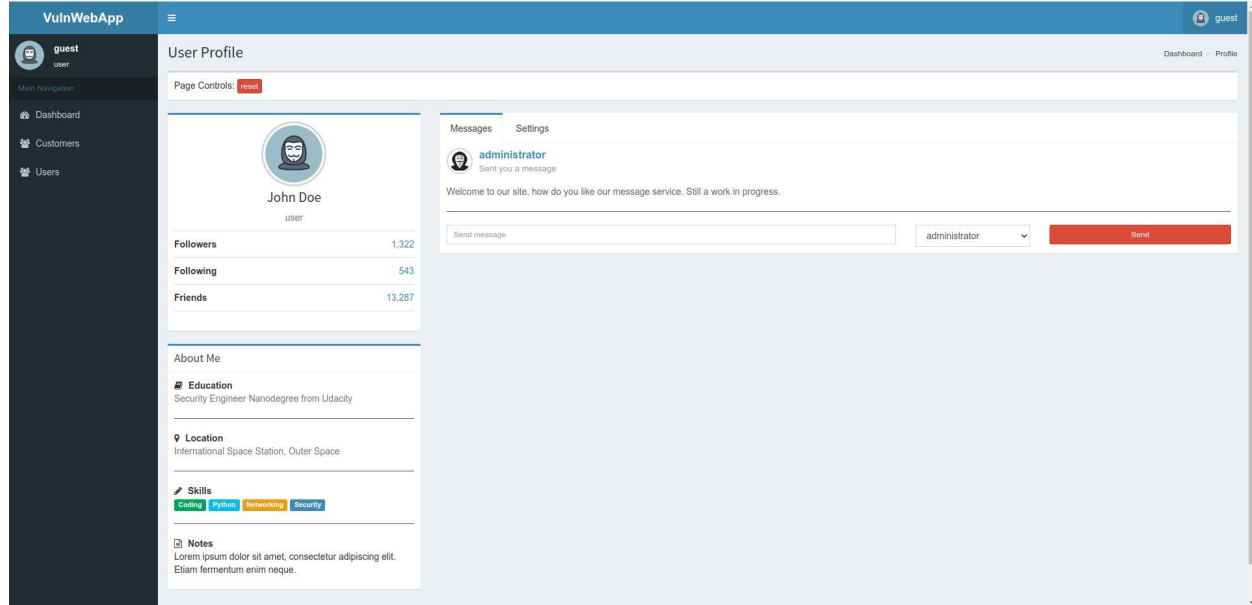 VulnWebApp
guest
guest
user
Main Navigation
Dashboard
Customers
Users
User Profile
Dashboard > Profile
Page Controls: reset
John Doe
user
Followers 1,322
Following 543
Friends 13,287
About Me
Education
Security Engineer Nanodegree from Udacity
Location
International Space Station, Outer Space
Skills
Coding Python Networking Security
Notes
Lorem ipsum dolor sit amet, consectetur adipiscing elit.
Etiam fermentum enim neque.
Messages Settings
administrator
Sent you a message
Welcome to our site, how do you like our message service. Still a work in progress.
Send message administrator Send